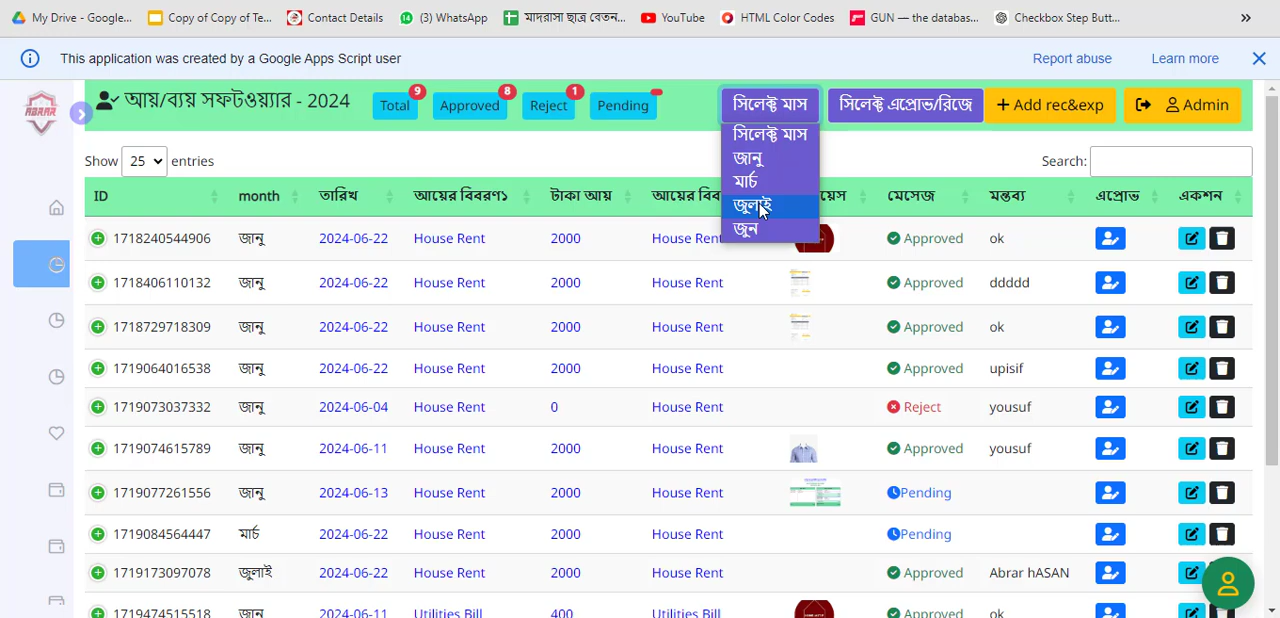 My Drive - Google... Copy of Copy of Te... Contact Details (3) WhatsApp মাদরাসা ছাত্র বেতন... YouTube HTML Color Codes GUN — the databas... Checkbox Step Butt... »
This application was created by a Google Apps Script user Report abuse Learn more
ABRAR আয়/ব্যয় সফটওয়্যার - 2024 Total 9 Approved 8 Reject 1 Pending সিলেক্ট মাস সিলেক্ট এপ্রোভ/রিজে + Add rec&exp Admin
সিলেক্ট মাস
জানু
মার্চ
জুলাই
জুন
Show 25 entries Search:
ID month তারিখ আয়ের বিবরণ১ টাকা আয় আয়ের মেসেজ মন্তব্য এপ্রোভ একশন
1718240544906 জানু 2024-06-22 House Rent 2000 House Rent Approved ok
1718406110132 জানু 2024-06-22 House Rent 2000 House Rent Approved ddddd
1718729718309 জানু 2024-06-22 House Rent 2000 House Rent Approved ok
1719064016538 জানু 2024-06-22 House Rent 2000 House Rent Approved upisif
1719073037332 জানু 2024-06-04 House Rent 0 House Rent Reject yousuf
1719074615789 জানু 2024-06-11 House Rent 2000 House Rent Approved yousuf
1719077261556 জানু 2024-06-13 House Rent 2000 House Rent Pending
1719084564447 মার্চ 2024-06-22 House Rent 2000 House Rent Pending
1719173097078 জুলাই 2024-06-22 House Rent 2000 House Rent Approved Abrar hASAN
1719474515518 জানু 2024-06-11 Utilities Bill 400 Utilities Bill Approved ok